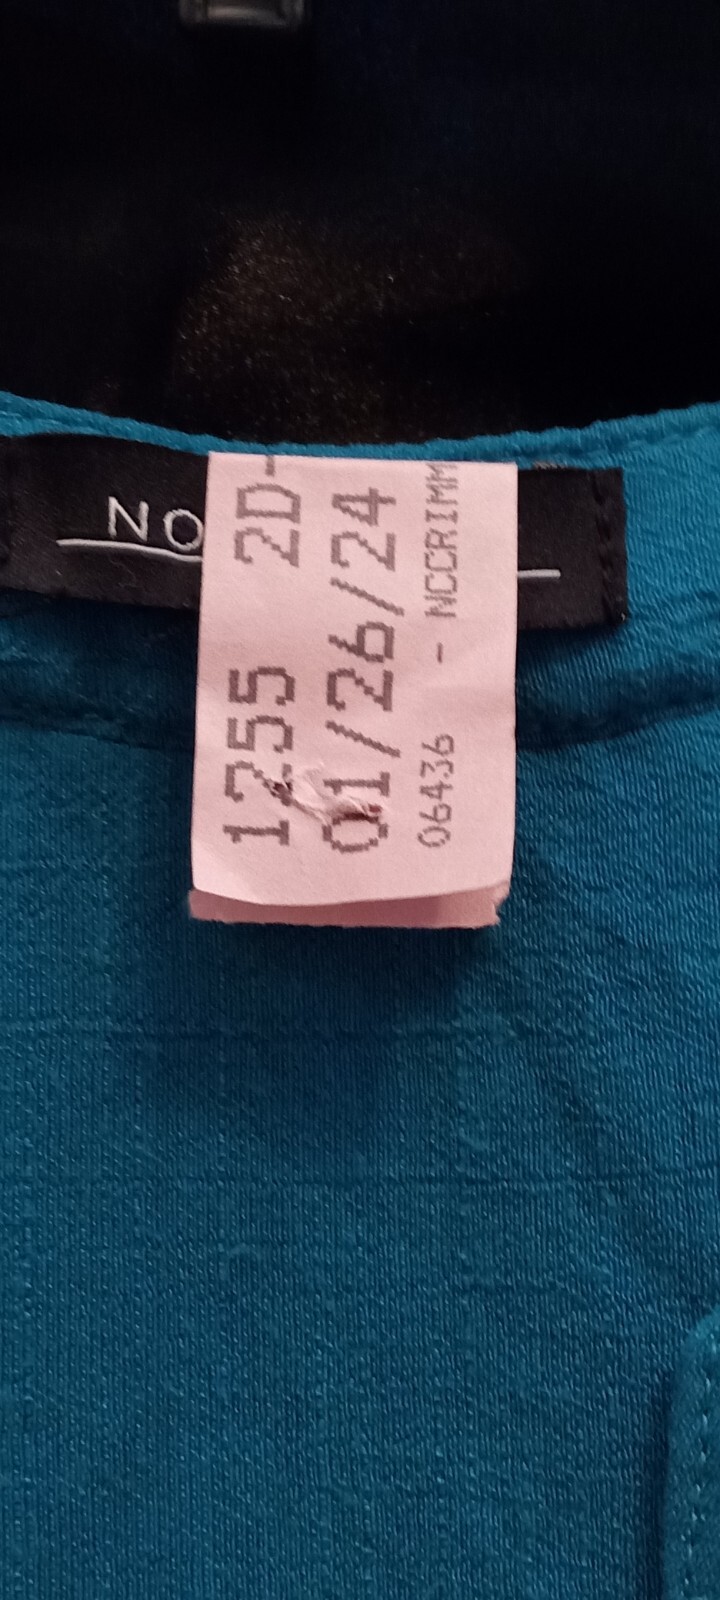 NO
1255 2D-
01/26/24
06436 - NCCRIMM